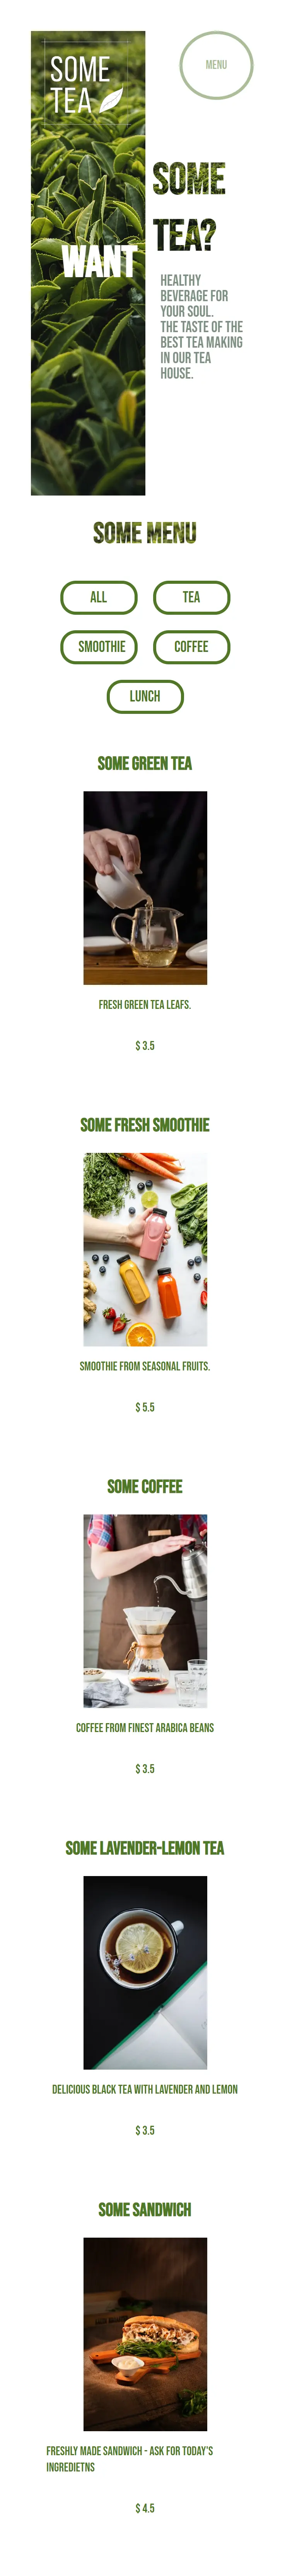 SOME
TEA
MENU
WANT
SOME
TEA?
HEALTHY
BEVERAGE FOR
YOUR SOUL.
THE TASTE OF THE
BEST TEA MAKING
IN OUR TEA
HOUSE.
SOME MENU
ALL
TEA
SMOOTHIE
COFFEE
LUNCH
SOME GREEN TEA
FRESH GREEN TEA LEAFS.
$ 3.5
SOME FRESH SMOOTHIE
SMOOTHIE FROM SEASONAL FRUITS.
$ 5.5
SOME COFFEE
COFFEE FROM FINEST ARABICA BEANS
$ 3.5
SOME LAVENDER-LEMON TEA
DELICIOUS BLACK TEA WITH LAVENDER AND LEMON
$ 3.5
SOME SANDWICH
FRESHLY MADE SANDWICH - ASK FOR TODAY'S
INGREDIETNS
$ 4.5